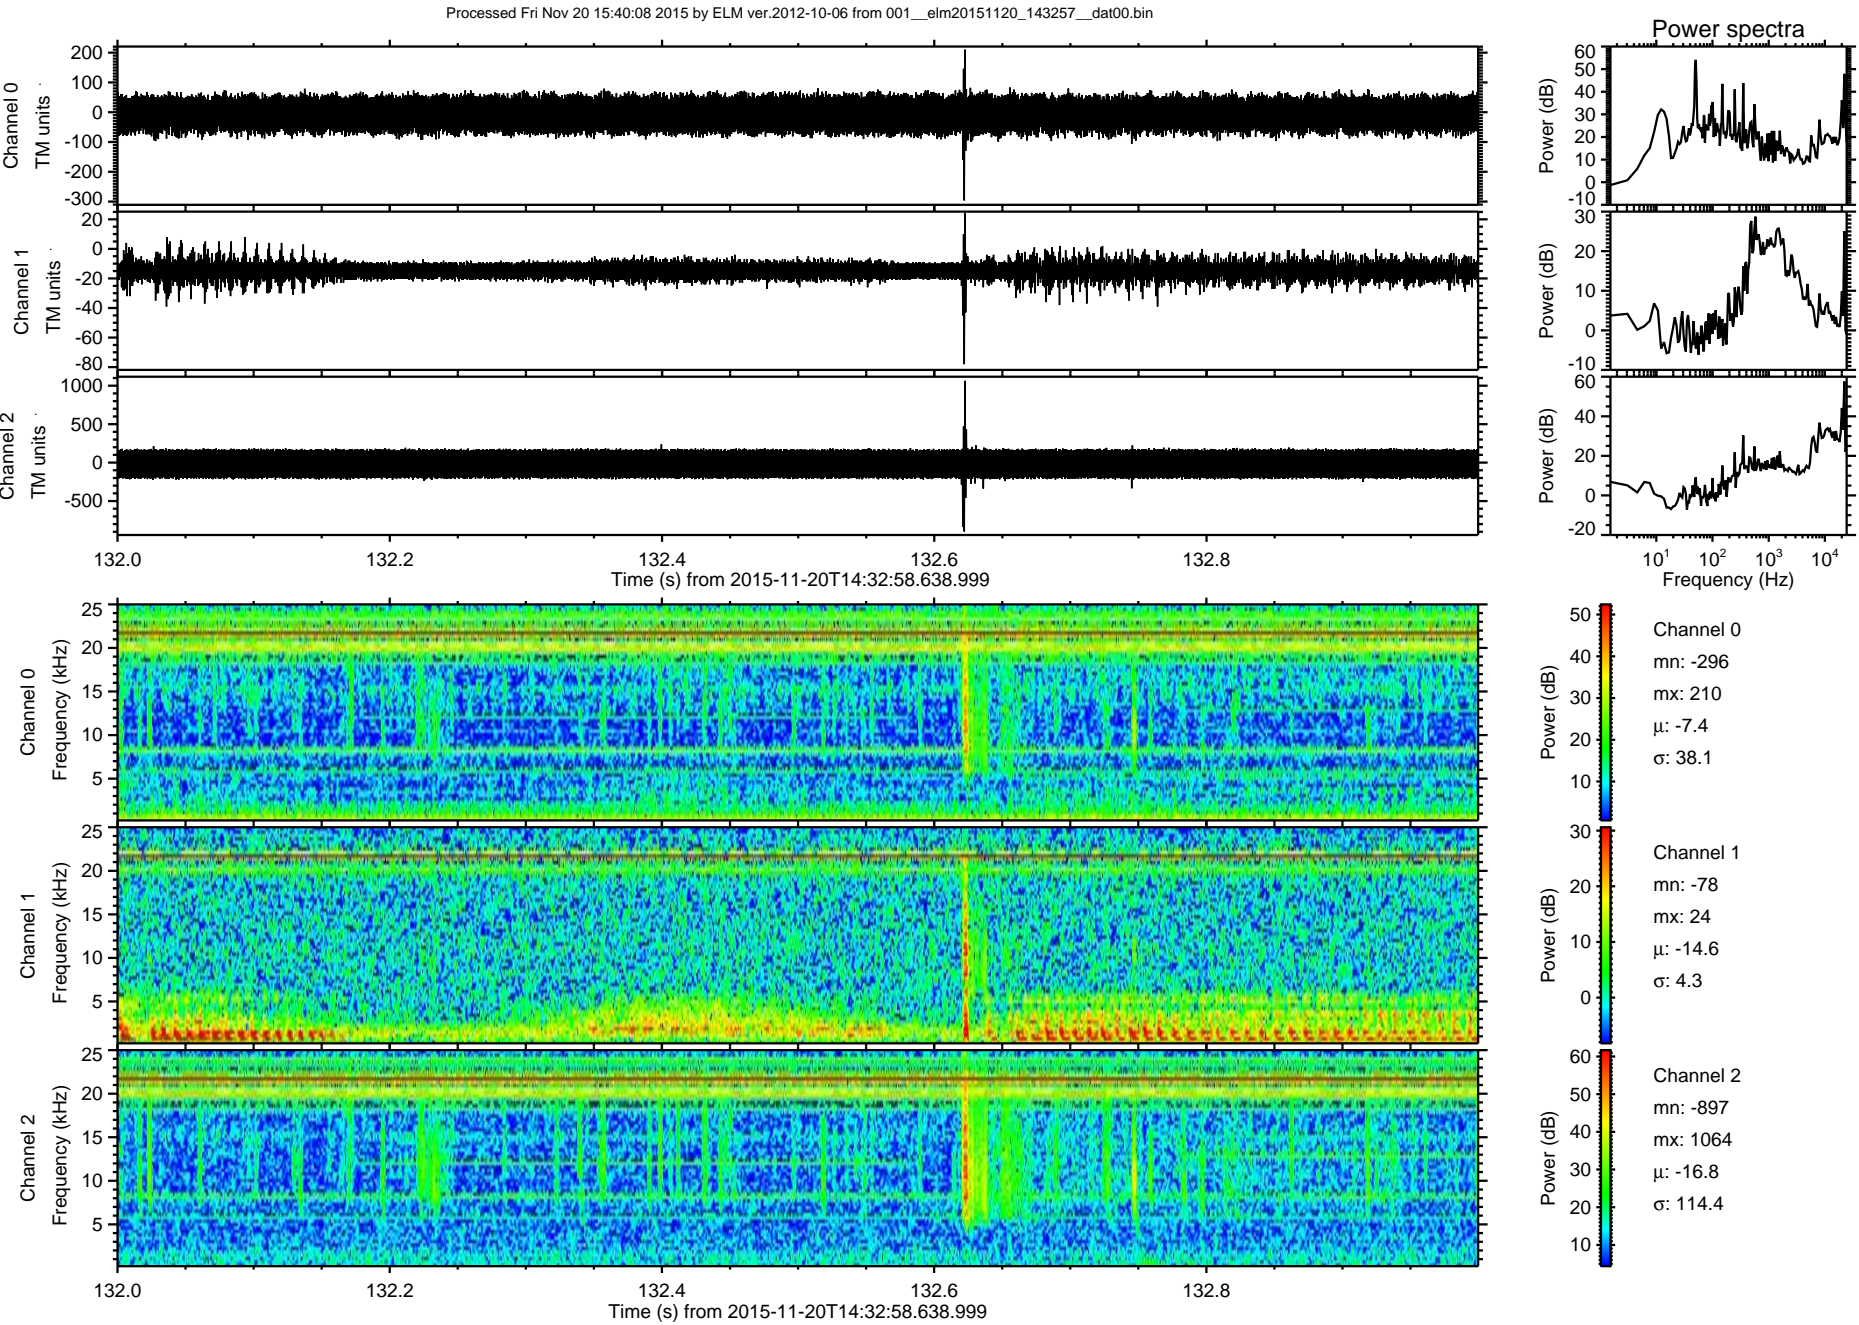 Processed Fri Nov 20 15:40:08 2015 by ELM ver.2012-10-06 from 001__elm20151120_143257__dat00.bin
Power spectra
Channel 0
TM units
200
100
0
-100
-200
-300
Power (dB)
60
50
40
30
20
10
0
-10
Channel 1
TM units
20
0
-20
-40
-60
-80
Power (dB)
30
20
10
0
-10
Channel 2
TM units
1000
500
0
-500
Power (dB)
60
40
20
0
-20
132.0 132.2 132.4 132.6 132.8
Time (s) from 2015-11-20T14:32:58.638.999
10¹ 10² 10³ 10⁴
Frequency (Hz)
Channel 0
Frequency (kHz)
25
20
15
10
5
Power (dB)
50
40
30
20
10
Channel 0
mn: -296
mx: 210
μ: -7.4
σ: 38.1
Channel 1
Frequency (kHz)
25
20
15
10
5
Power (dB)
30
20
10
0
Channel 1
mn: -78
mx: 24
μ: -14.6
σ: 4.3
Channel 2
Frequency (kHz)
25
20
15
10
5
Power (dB)
60
50
40
30
20
10
Channel 2
mn: -897
mx: 1064
μ: -16.8
σ: 114.4
132.0 132.2 132.4 132.6 132.8
Time (s) from 2015-11-20T14:32:58.638.999